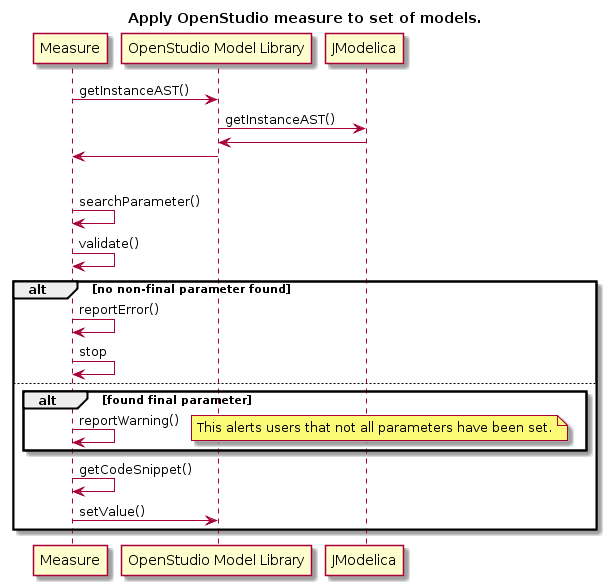 Apply OpenStudio measure to set of models.
Measure OpenStudio Model Library JModelica
getInstanceAST()
getInstanceAST()
searchParameter()
validate()
alt [no non-final parameter found]
reportError()
stop
alt [found final parameter]
reportWarning() This alerts users that not all parameters have been set.
getCodeSnippet()
setValue()
Measure OpenStudio Model Library JModelica